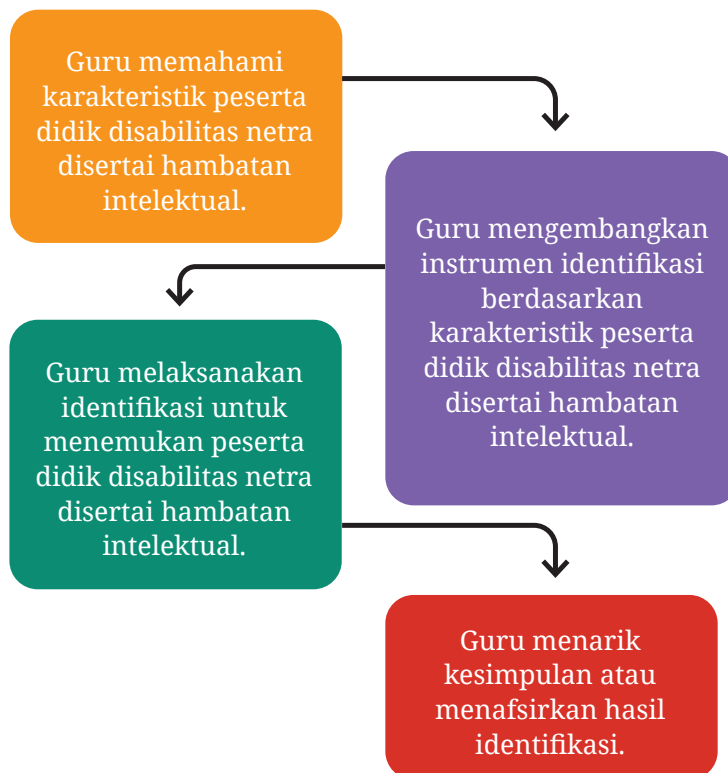 Guru memahami
karakteristik peserta
didik disabilitas netra
disertai hambatan
intelektual.
Guru mengembangkan
instrumen identifikasi
berdasarkan
karakteristik peserta
didik disabilitas netra
disertai hambatan
intelektual.
Guru melaksanakan
identifikasi untuk
menemukan peserta
didik disabilitas netra
disertai hambatan
intelektual.
Guru menarik
kesimpulan atau
menafsirkan hasil
identifikasi.